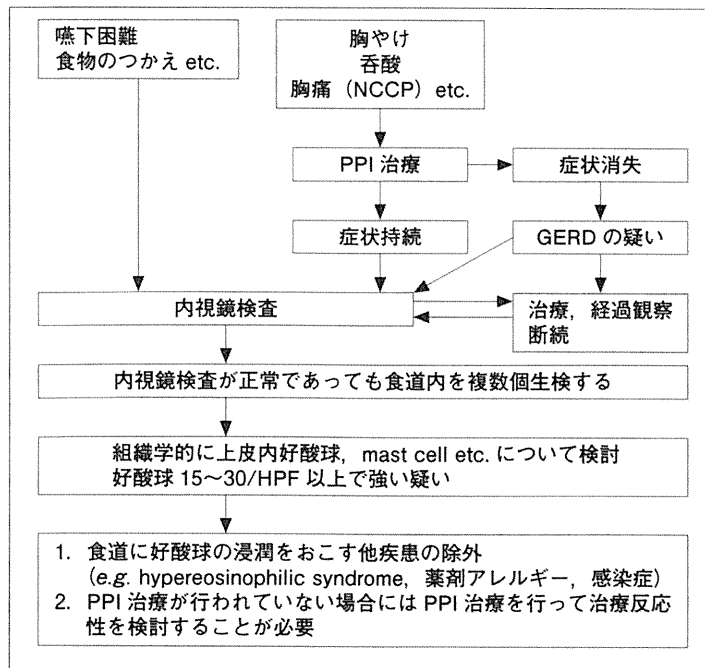 嚥下困難
食物のつかえ etc.
胸やけ
呑酸
胸痛（NCCP）etc.
PPI 治療
症状消失
症状持続
GERD の疑い
内視鏡検査
治療，経過観察
断続
内視鏡検査が正常であっても食道内を複数個生検する
組織学的に上皮内好酸球，mast cell etc. について検討
好酸球 15〜30/HPF 以上で強い疑い
1. 食道に好酸球の浸潤をおこす他疾患の除外
(e.g. hypereosinophilic syndrome，薬剤アレルギー，感染症)
2. PPI 治療が行われていない場合には PPI 治療を行って治療反応
性を検討することが必要